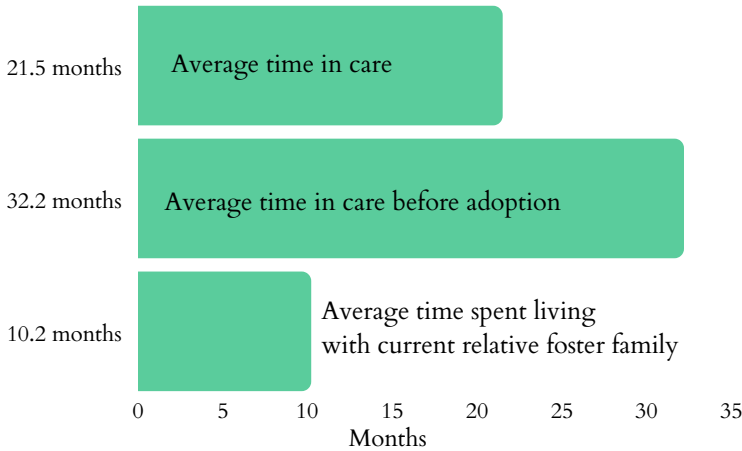 21.5 months
Average time in care
32.2 months
Average time in care before adoption
10.2 months
Average time spent living
with current relative foster family
0 5 10 15 20 25 30 35
Months